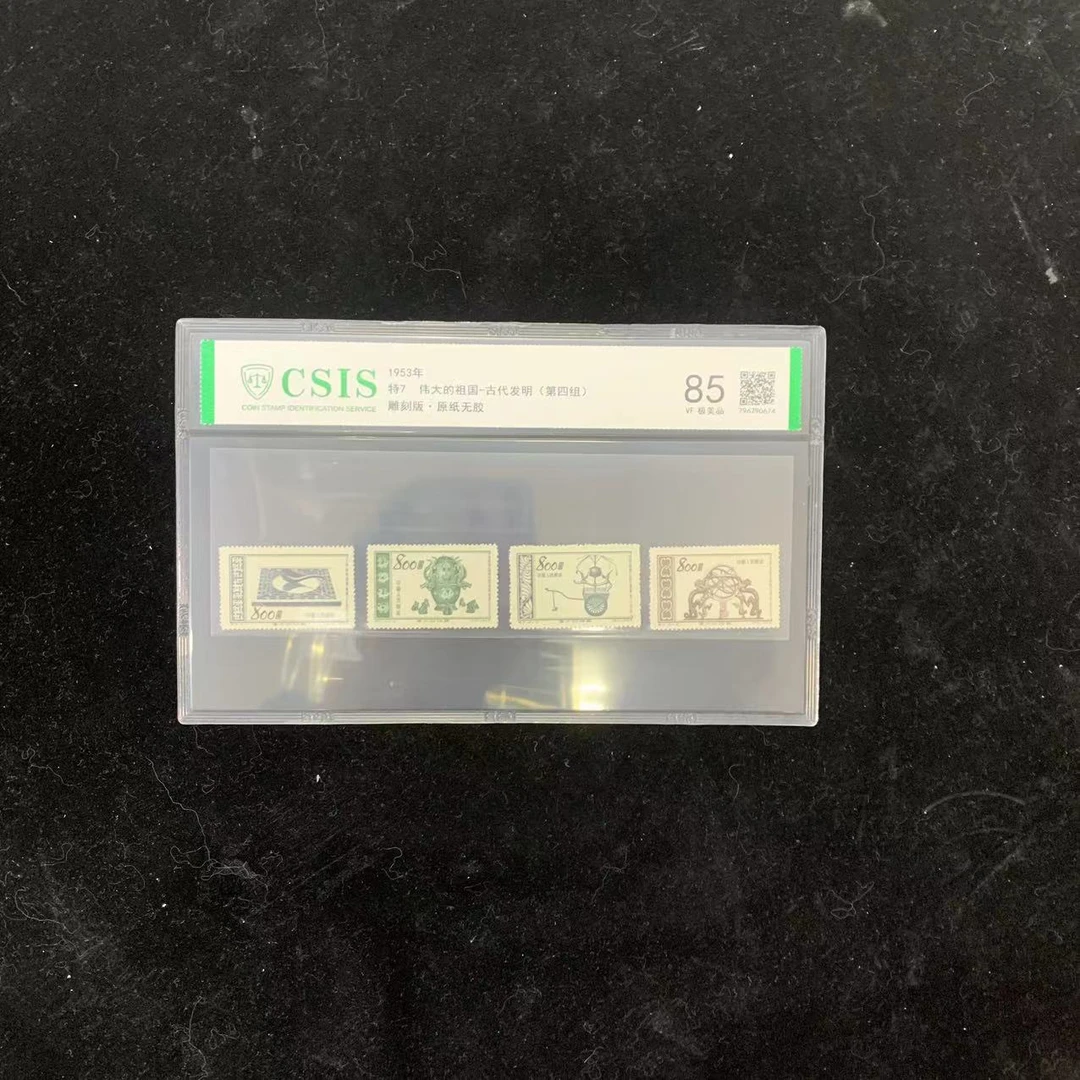 CSIS
COIN STAMP IDENTIFICATION SERVICE
1953年
特7 伟大的祖国-古代发明（第四组）
雕刻版·原纸无胶
85
VF 极美品
800圆
800圆
800圆
800圆